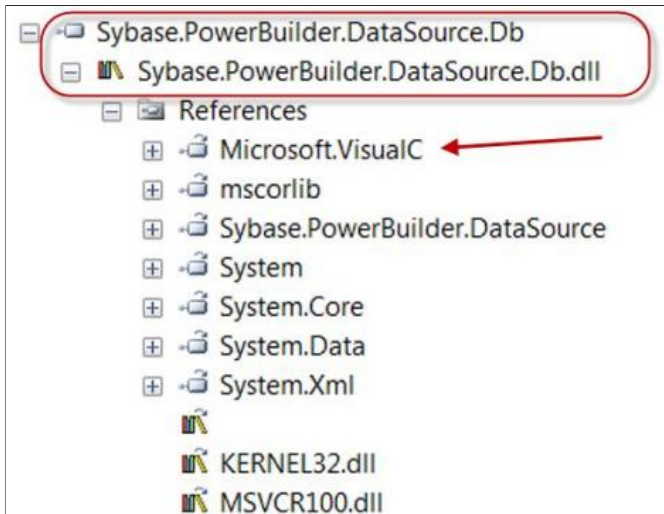 Sybase.PowerBuilder.DataSource.Db
Sybase.PowerBuilder.DataSource.Db.dll
References
Microsoft.VisualC
mscorlib
Sybase.PowerBuilder.DataSource
System
System.Core
System.Data
System.Xml
KERNEL32.dll
MSVCR100.dll